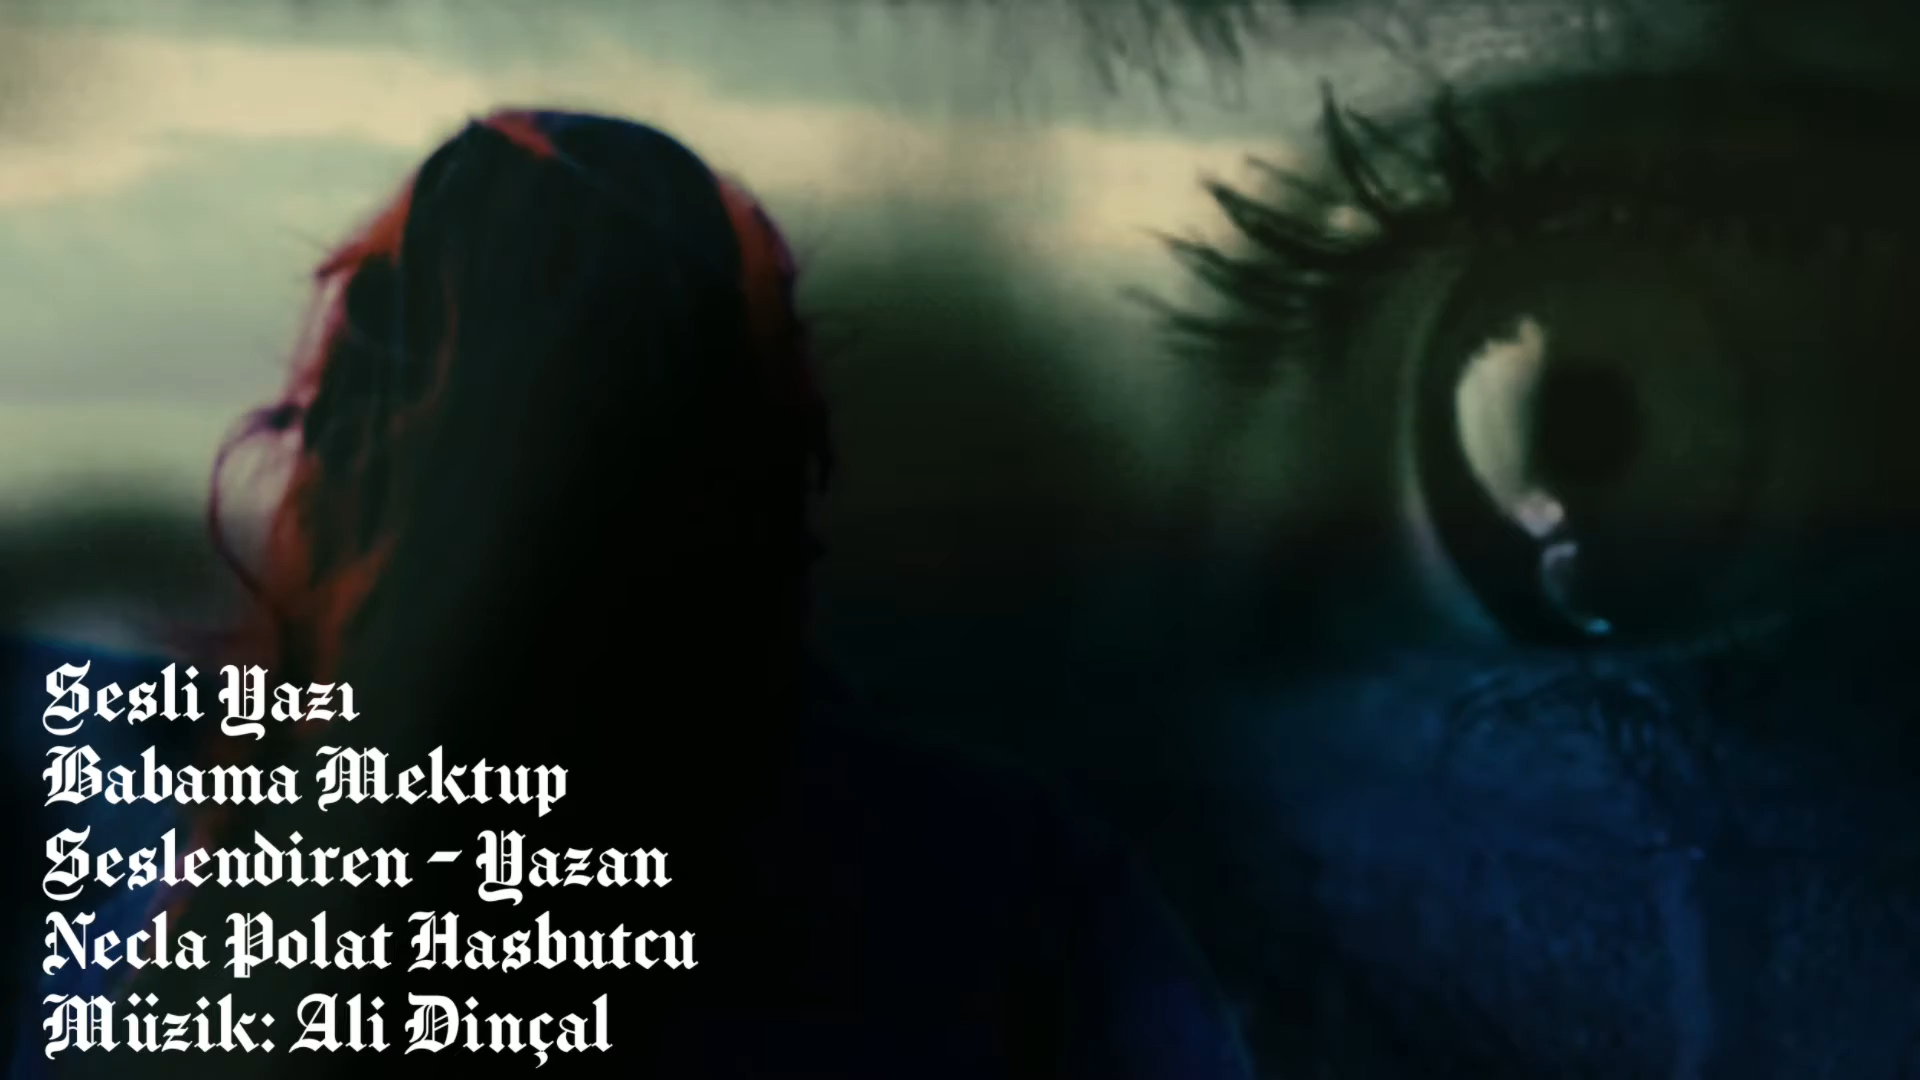 Sesli Yazı
Babama Mektup
Seslendiren - Yazan
Necla Polat Hasbutcu
Müzik: Ali Dinçal